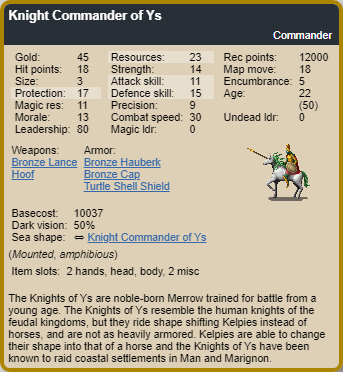 Knight Commander of Ys
Commander
Gold: 45 Resources: 23 Rec points: 12000
Hit points: 18 Strength: 14 Map move: 18
Size: 3 Attack skill: 11 Encumbrance: 5
Protection: 17 Defence skill: 15 Age: 22
Magic res: 11 Precision: 9 (50)
Morale: 13 Combat speed: 30 Undead ldr: 0
Leadership: 80 Magic ldr: 0
Weapons: Armor:
Bronze Lance Bronze Hauberk
Hoof Bronze Cap
Turtle Shell Shield
Basecost: 10037
Dark vision: 50%
Sea shape: ⇔ Knight Commander of Ys
(Mounted, amphibious)
Item slots: 2 hands, head, body, 2 misc
The Knights of Ys are noble-born Merrow trained for battle from a
young age. The Knights of Ys resemble the human knights of the
feudal kingdoms, but they ride shape shifting Kelpies instead of
horses, and are not as heavily armored. Kelpies are able to change
their shape into that of a horse and the Knights of Ys have been
known to raid coastal settlements in Man and Marignon.